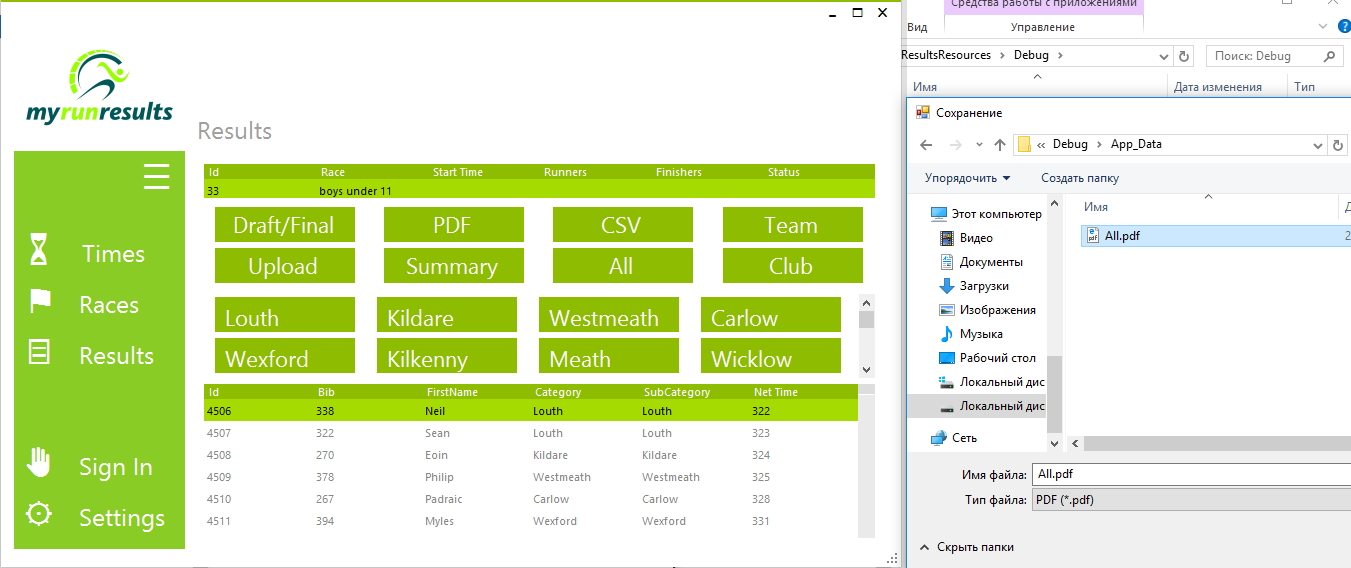 myrunresults
Results
Times
Races
Results
Sign In
Settings
Id Race Start Time Runners Finishers Status
33 boys under 11
Draft/Final PDF CSV Team
Upload Summary All Club
Louth Kildare Westmeath Carlow
Wexford Kilkenny Meath Wicklow
Id Bib FirstName Category SubCategory Net Time
4506 338 Neil Louth Louth 322
4507 322 Sean Louth Louth 323
4508 270 Eoin Kildare Kildare 324
4509 378 Philip Westmeath Westmeath 325
4510 267 Padraic Carlow Carlow 328
4511 394 Myles Wexford Wexford 331
Средства работы с приложениями
Вид Управление
ResultsResources Debug
Поиск: Debug
Имя Дата изменения Тип
Сохранение
« Debug App_Data
Упорядочить Создать папку
Этот компьютер
Видео
Документы
Загрузки
Изображения
Музыка
Рабочий стол
Локальный дис
Локальный дис
Сеть
Имя Д
All.pdf 2
Имя файла: All.pdf
Тип файла: PDF (*.pdf)
Скрыть папки